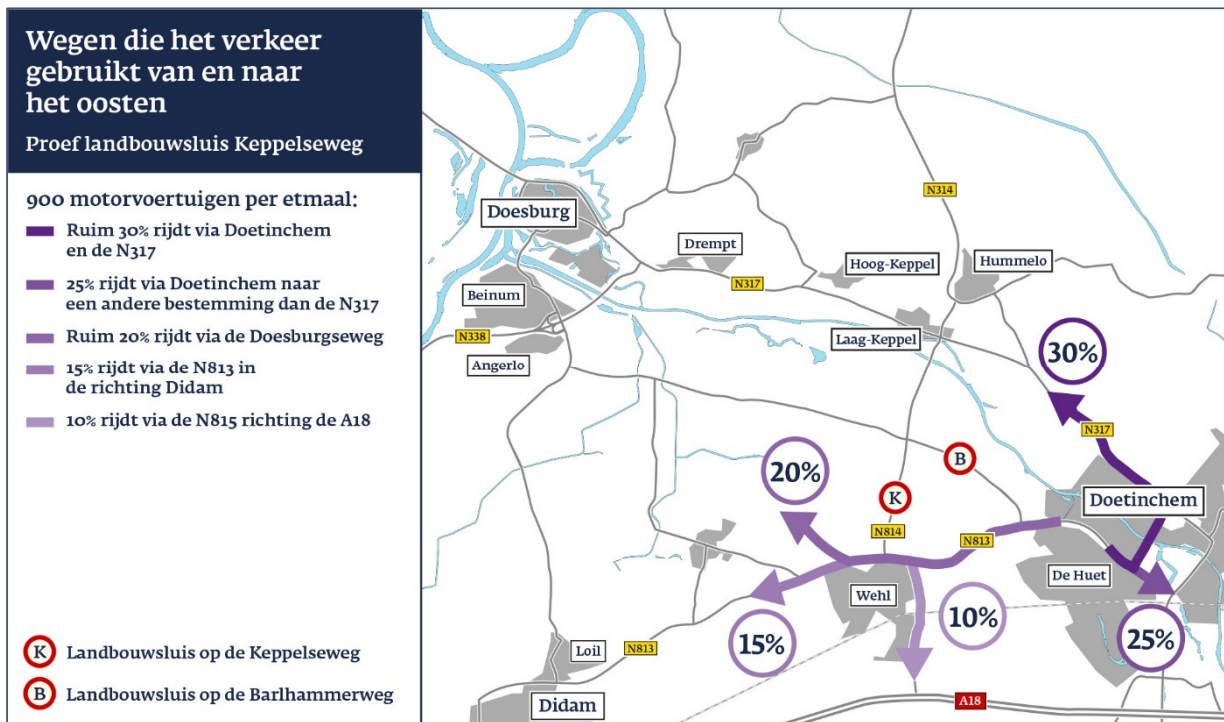 Wegen die het verkeer
gebruikt van en naar
het oosten
Proef landbouwsluis Keppelseweg
900 motorvoertuigen per etmaal:
Ruim 30% rijdt via Doetinchem
en de N317
25% rijdt via Doetinchem naar
een andere bestemming dan de N317
Ruim 20% rijdt via de Doesburgseweg
15% rijdt via de N813 in
de richting Didam
10% rijdt via de N815 richting de A18
K Landbouwsluis op de Keppelseweg
B Landbouwsluis op de Barlhammerweg
N314
Doesburg
Drempt
Hoog-Keppel
Hummelo
N317
Beinum
N338
Laag-Keppel
Angerlo
30%
N317
B
20%
K
Doetinchem
N814
N813
De Huet
Wehl
10%
15%
25%
Loil
N813
Didam
A18